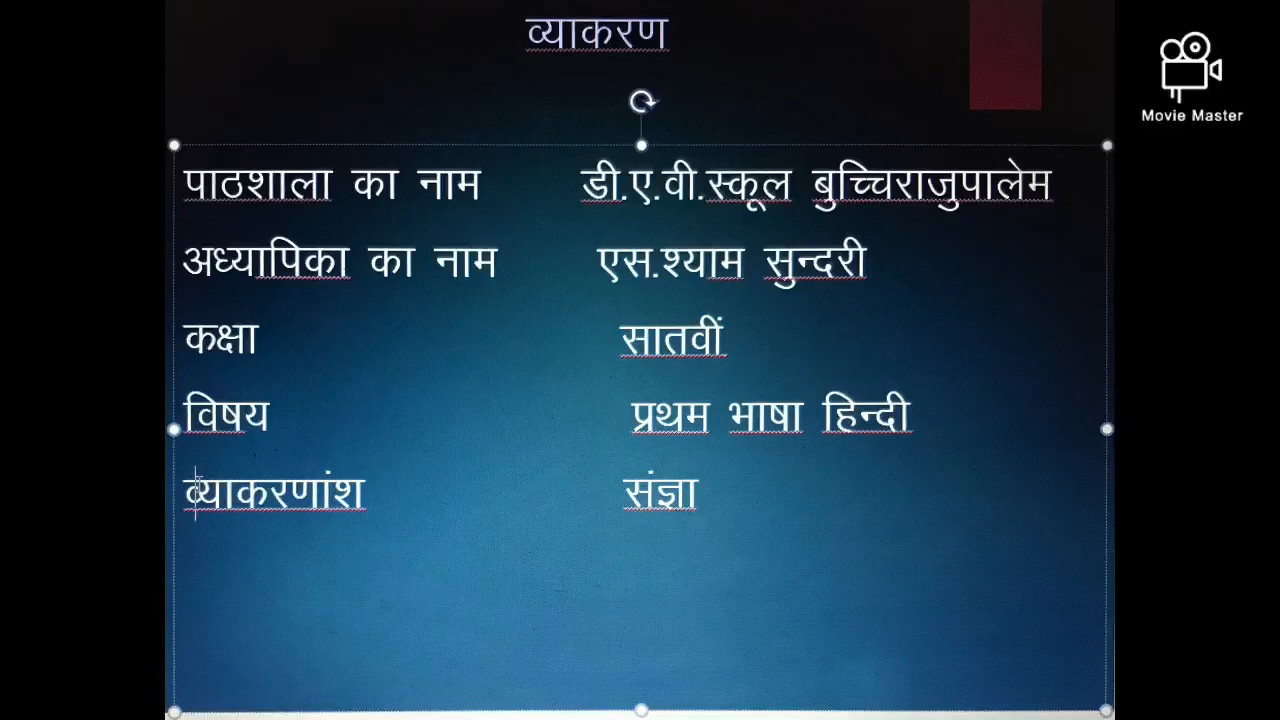 व्याकरण
Movie Master
पाठशाला का नाम डी.ए.वी.स्कूल बुच्चिराजुपालेम
अध्यापिका का नाम एस.श्याम सुन्दरी
कक्षा सातवीं
विषय प्रथम भाषा हिन्दी
व्याकरणांश संज्ञा